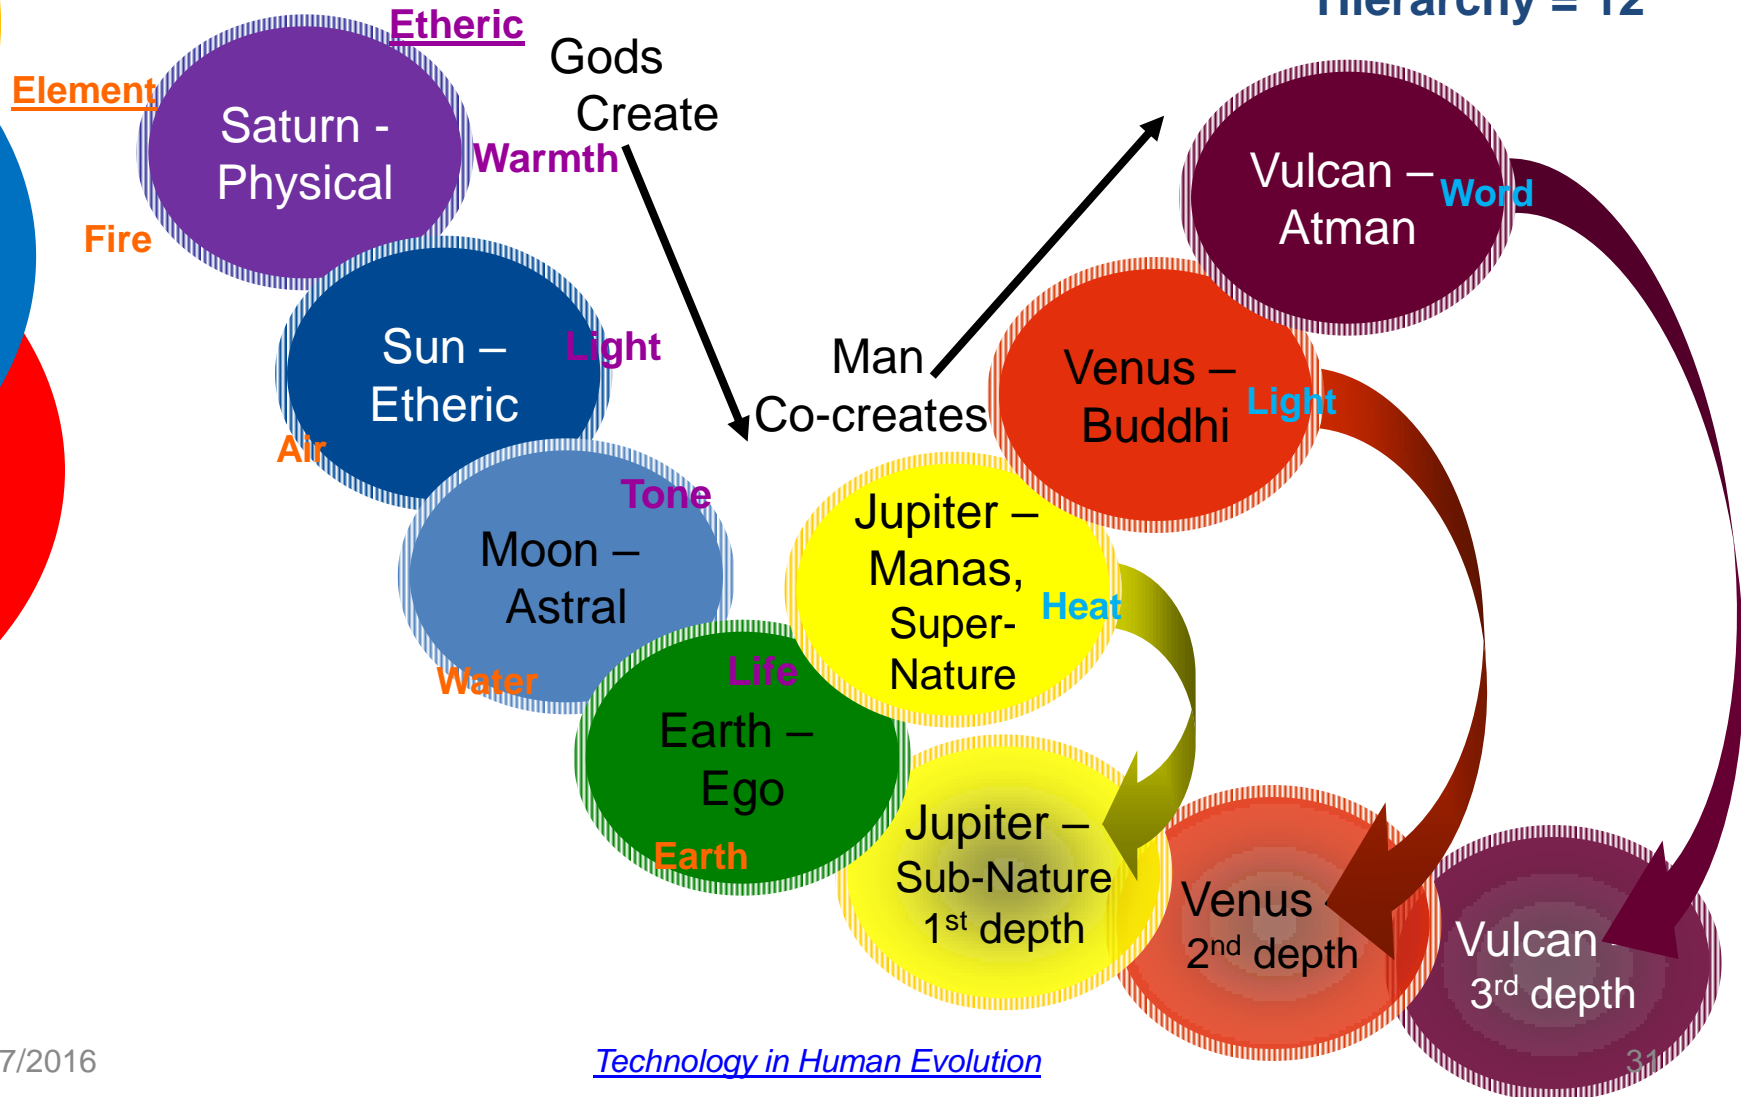 Hierarchy = 12
Etheric
Gods
Create
Element
Saturn -
Physical
Warmth
Fire
Vulcan –
Atman
Word
Sun –
Etheric
Light
Air
Man
Co-creates
Venus –
Buddhi
Light
Tone
Moon –
Astral
Water
Jupiter –
Manas,
Super-
Nature
Heat
Life
Earth –
Ego
Earth
Jupiter –
Sub-Nature
1st depth
Venus
2nd depth
Vulcan -
3rd depth
7/2016
Technology in Human Evolution
31